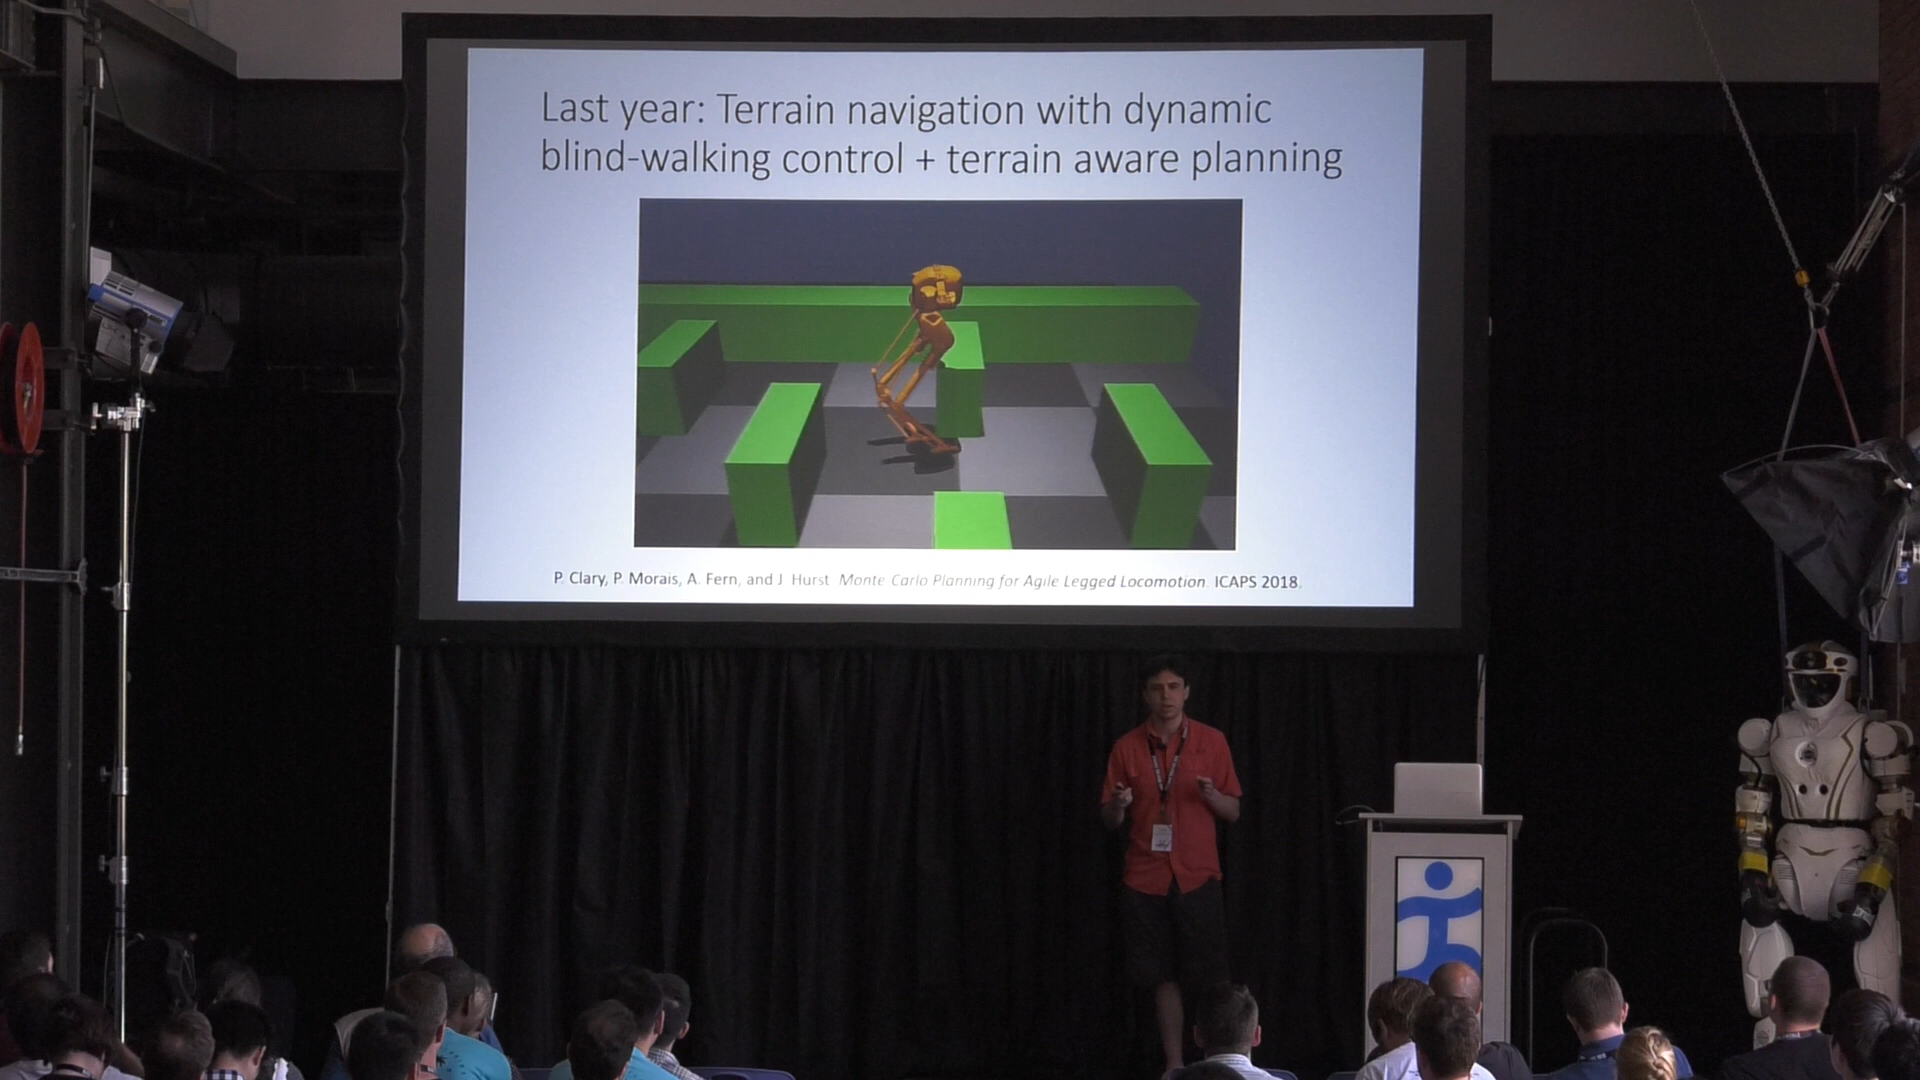 Last year: Terrain navigation with dynamic
blind-walking control + terrain aware planning
P. Clary, P. Morais, A. Fern, and J. Hurst. Monte Carlo Planning for Agile Legged Locomotion. ICAPS 2018.